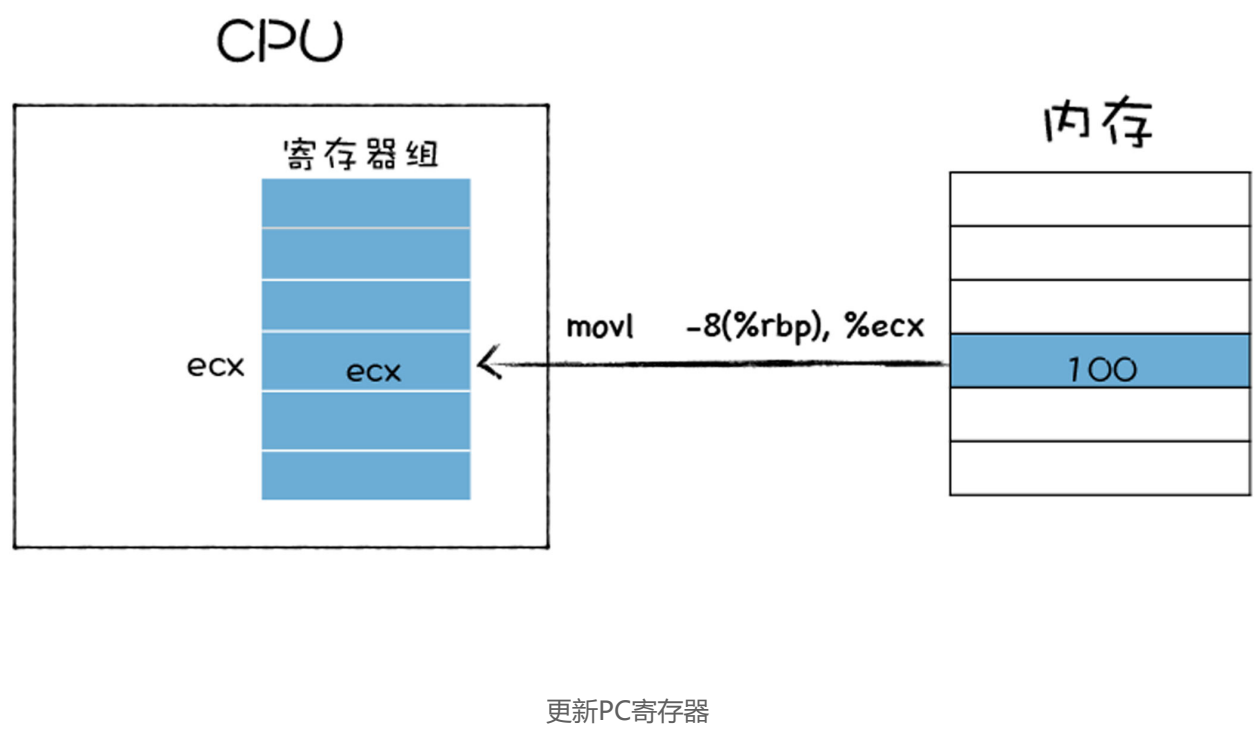 CPU
内存
寄存器组
movl -8(%rbp), %ecx
ecx
ecx
100
更新PC寄存器